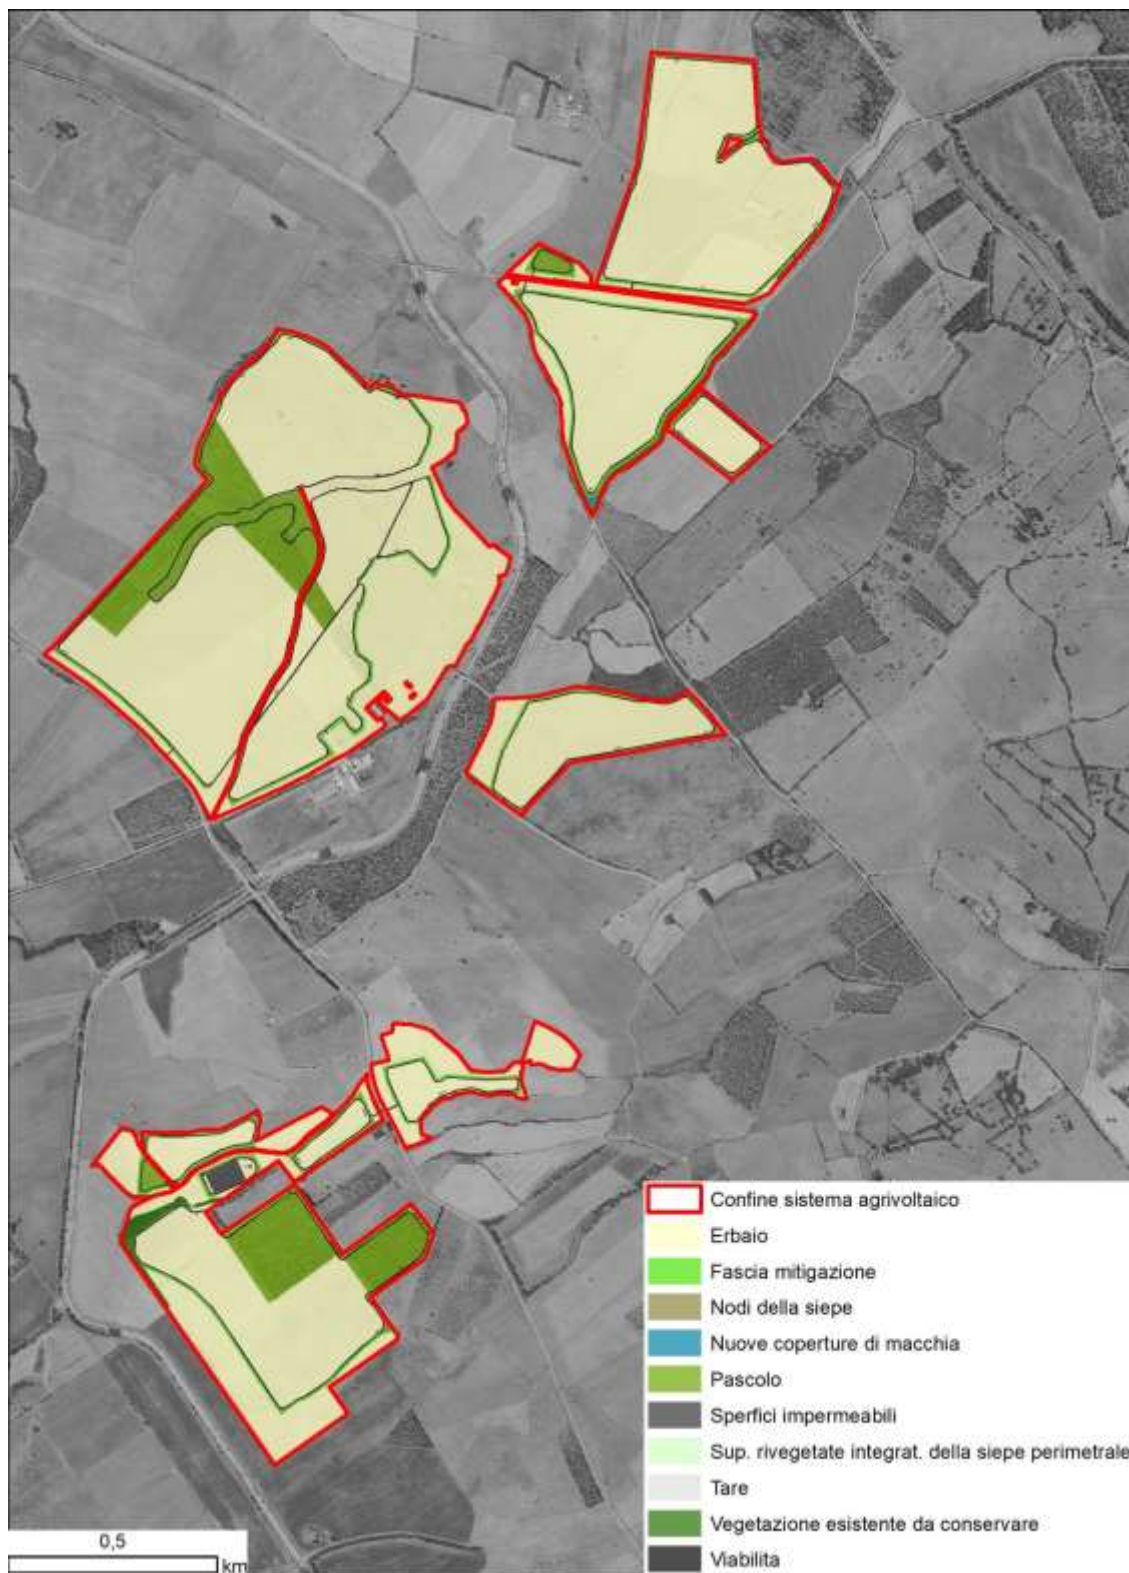 Confine sistema agrivoltaico
Erbaio
Fascia mitigazione
Nodi della siepe
Nuove coperture di macchia
Pascolo
Sperfici impermeabili
Sup. rivegetate integrat. della siepe perimetrale
Tare
Vegetazione esistente da conservare
Viabilita
0,5
km